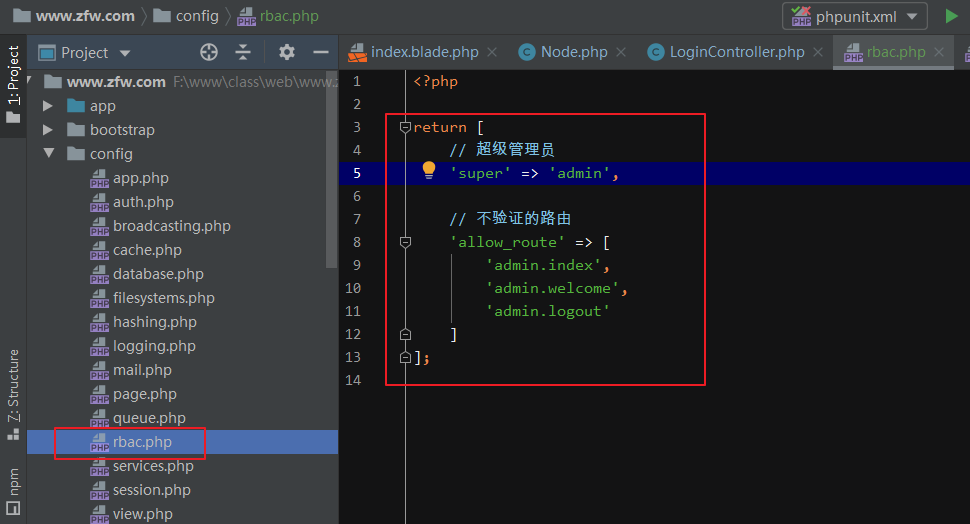 www.zfw.com config rbac.php phpunit.xml
1: Project
Project
index.blade.php Node.php LoginController.php rbac.php
www.zfw.com F:\www\class\web\www.z
app
bootstrap
config
app.php
auth.php
broadcasting.php
cache.php
database.php
filesystems.php
hashing.php
logging.php
mail.php
page.php
queue.php
rbac.php
services.php
session.php
view.php
7: Structure
npm
1 <?php
2
3 return [
4 // 超级管理员
5 'super' => 'admin',
6
7 // 不验证的路由
8 'allow_route' => [
9 'admin.index',
10 'admin.welcome',
11 'admin.logout'
12 ]
13 ];
14